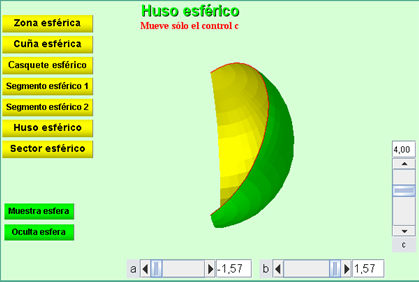 Huso esférico
Mueve sólo el control c
Zona esférica
Cuña esférica
Casquete esférico
Segmento esférico 1
Segmento esférico 2
Huso esférico
Sector esférico
4,00
c
Muestra esfera
Oculta esfera
a -1,57 b 1,57